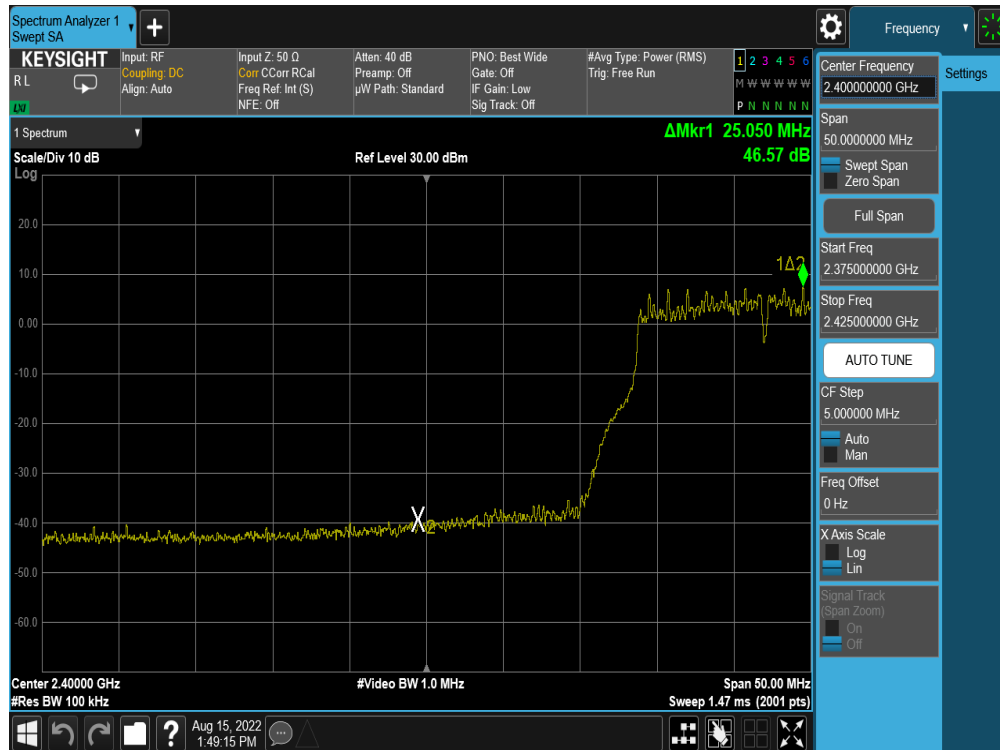 Spectrum Analyzer 1
Swept SA
Frequency
KEYSIGHT
R L
LXI
Input: RF
Coupling: DC
Align: Auto
Input Z: 50 Ω
Corr CCorr RCal
Freq Ref: Int (S)
NFE: Off
Atten: 40 dB
Preamp: Off
µW Path: Standard
PNO: Best Wide
Gate: Off
IF Gain: Low
Sig Track: Off
#Avg Type: Power (RMS)
Trig: Free Run
1 2 3 4 5 6
M W W W W W
P N N N N N
1 Spectrum
ΔMkr1 25.050 MHz
46.57 dB
Scale/Div 10 dB
Ref Level 30.00 dBm
Log
20.0
10.0
0.00
-10.0
-20.0
-30.0
-40.0
-50.0
-60.0
1Δ2
2
Center 2.40000 GHz
#Video BW 1.0 MHz
Span 50.00 MHz
#Res BW 100 kHz
Sweep 1.47 ms (2001 pts)
?
Aug 15, 2022
1:49:15 PM
Center Frequency
2.400000000 GHz
Settings
Span
50.0000000 MHz
Swept Span
Zero Span
Full Span
Start Freq
2.375000000 GHz
Stop Freq
2.425000000 GHz
AUTO TUNE
CF Step
5.000000 MHz
Auto
Man
Freq Offset
0 Hz
X Axis Scale
Log
Lin
Signal Track
(Span Zoom)
On
Off